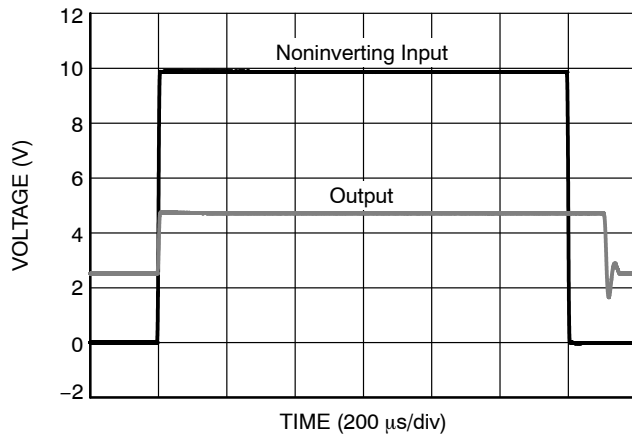 12
10
8
6
4
2
0
−2
VOLTAGE (V)
Noninverting Input
Output
TIME (200 μs/div)